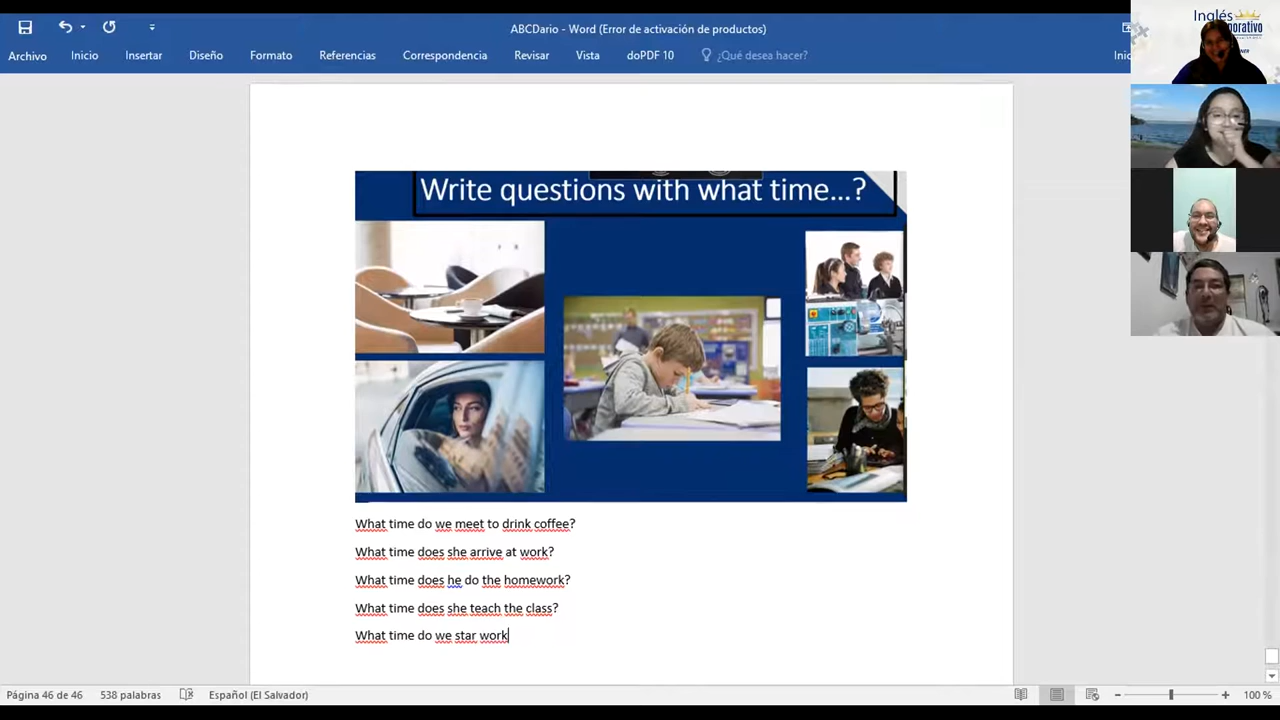 ABCDario - Word (Error de activación de productos)
Archivo Inicio Insertar Diseño Formato Referencias Correspondencia Revisar Vista doPDF 10 ¿Qué desea hacer?
Inglés
Write questions with what time...?
What time do we meet to drink coffee?
What time does she arrive at work?
What time does he do the homework?
What time does she teach the class?
What time do we star work
Página 46 de 46 538 palabras Español (El Salvador) 100 %